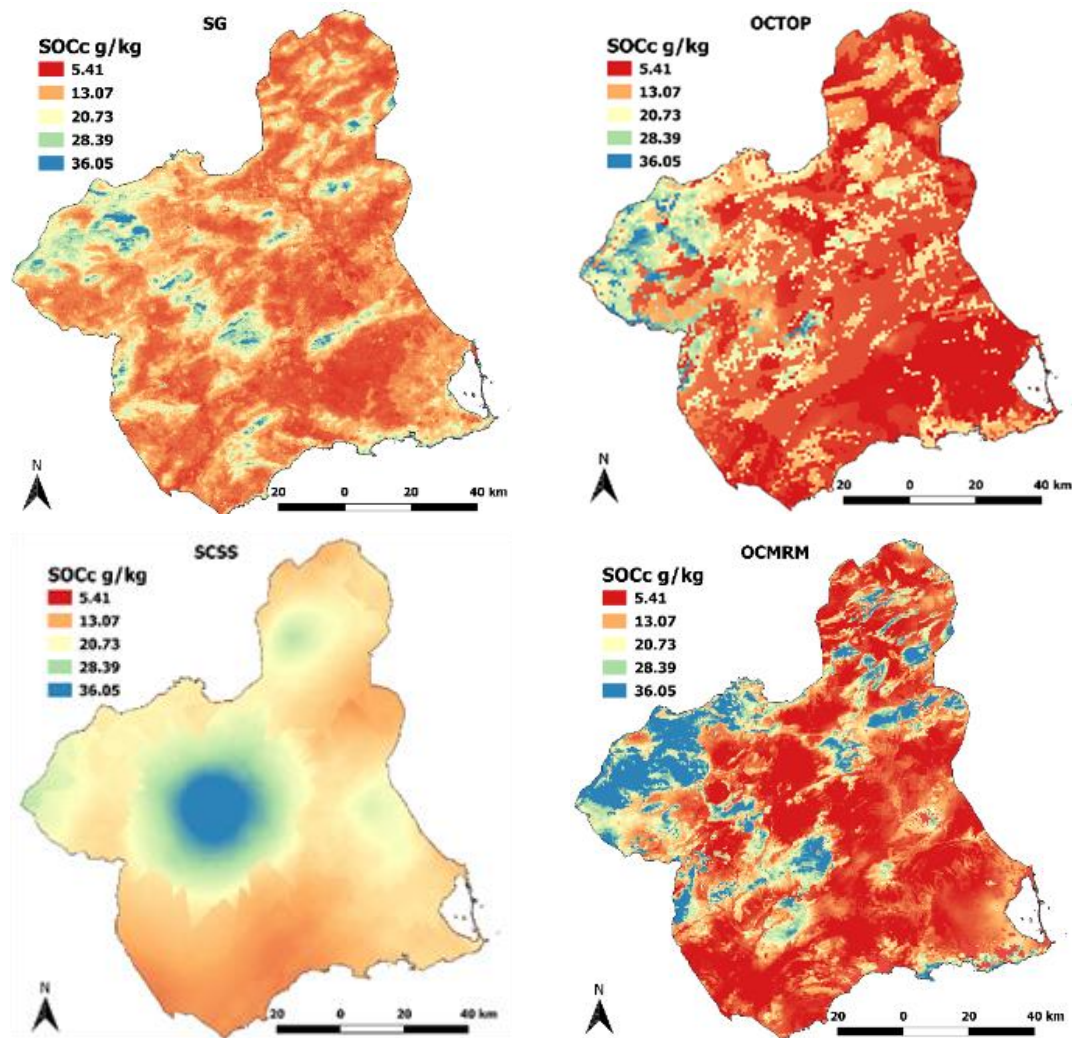 SG
SOCc g/kg
5.41
13.07
20.73
28.39
36.05
N
20 0 20 40 km
OCTOP
SOCc g/kg
5.41
13.07
20.73
28.39
36.05
N
20 0 20 40 km
SCSS
SOCc g/kg
5.41
13.07
20.73
28.39
36.05
N
20 0 20 40 km
OCMRM
SOCc g/kg
5.41
13.07
20.73
28.39
36.05
N
20 0 20 40 km